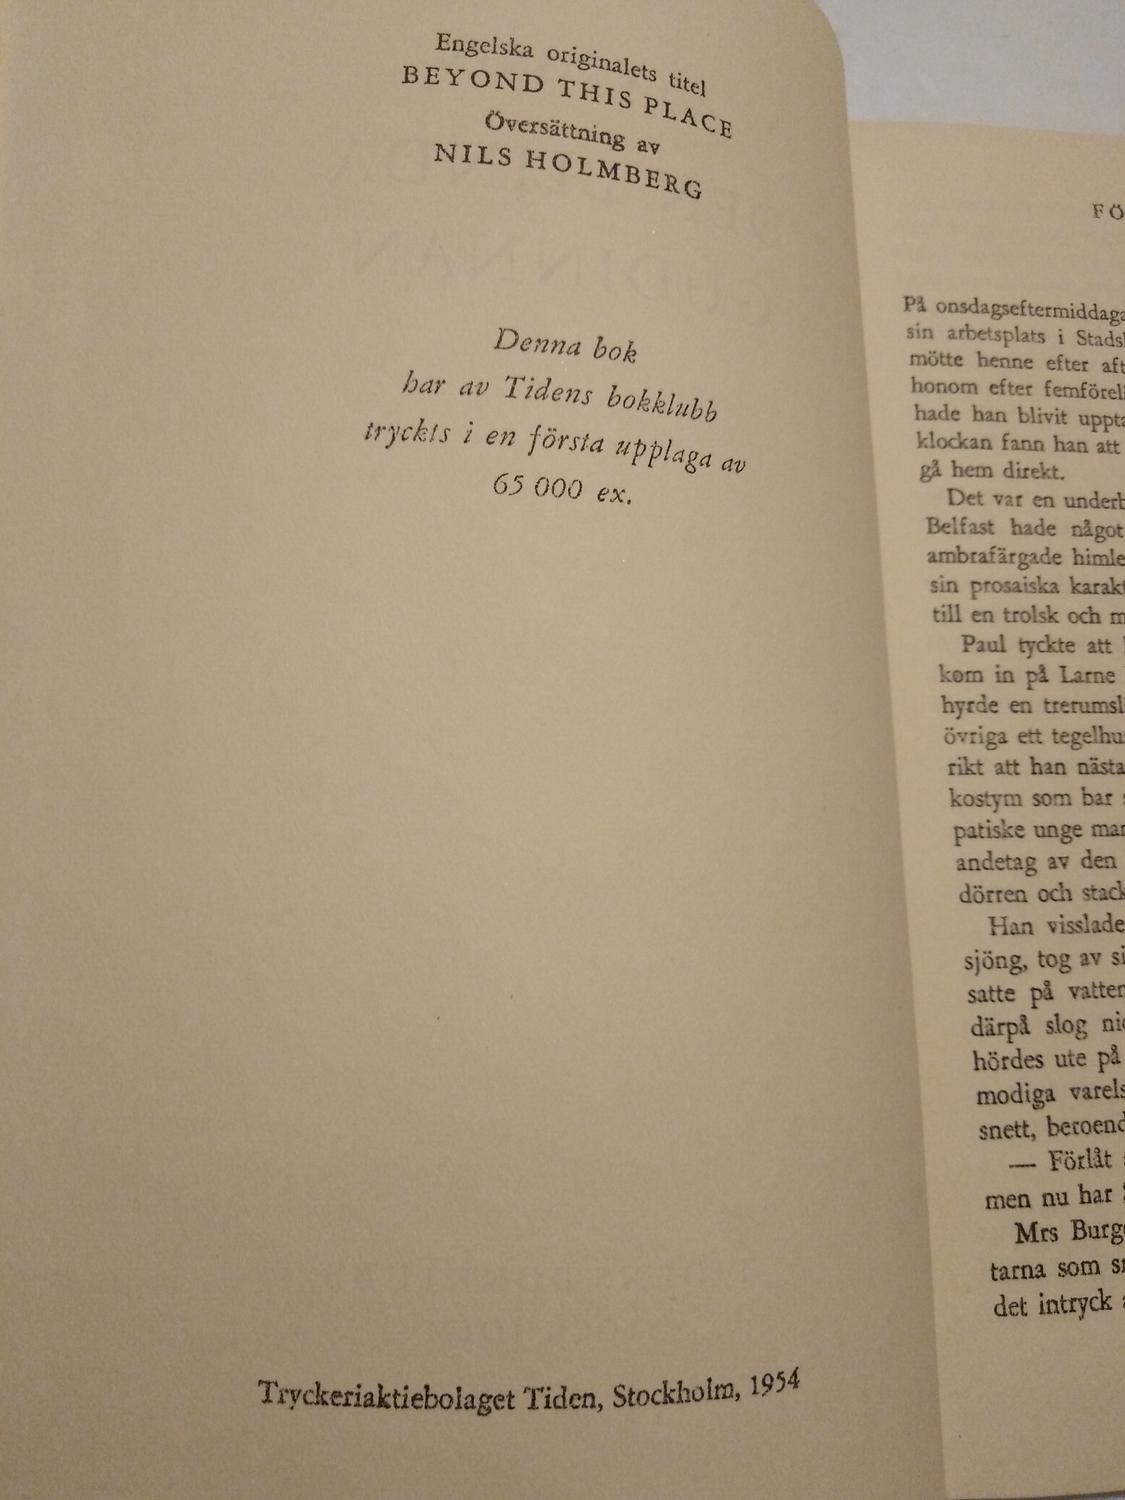 Engelska originalets titel
BEYOND THIS PLACE
Översättning av
NILS HOLMBERG
Denna bok
har av Tidens bokklubb
tryckts i en första upplaga av
65 000 ex.
Tryckeriaktiebolaget Tiden, Stockholm, 1954
På
sin arbetsplats i
mötte henne efter
honom efter
hade han blivit
klockan fann han att
gå hem direkt.
Det var en
Belfast hade något
ambrafärgade
sin prosaiska
till en trolsk och
Paul tyckte att
kom in på Larne
hyrde en
övriga ett
rikt att han
kostym som bar
patiske unge
andetag av den
dörren och
Han visslade
sjöng, tog av
satte på
därpå slog
hördes ute på
modiga
snett,
— Förlåt
men nu har
Mrs
tarna som
det intryck